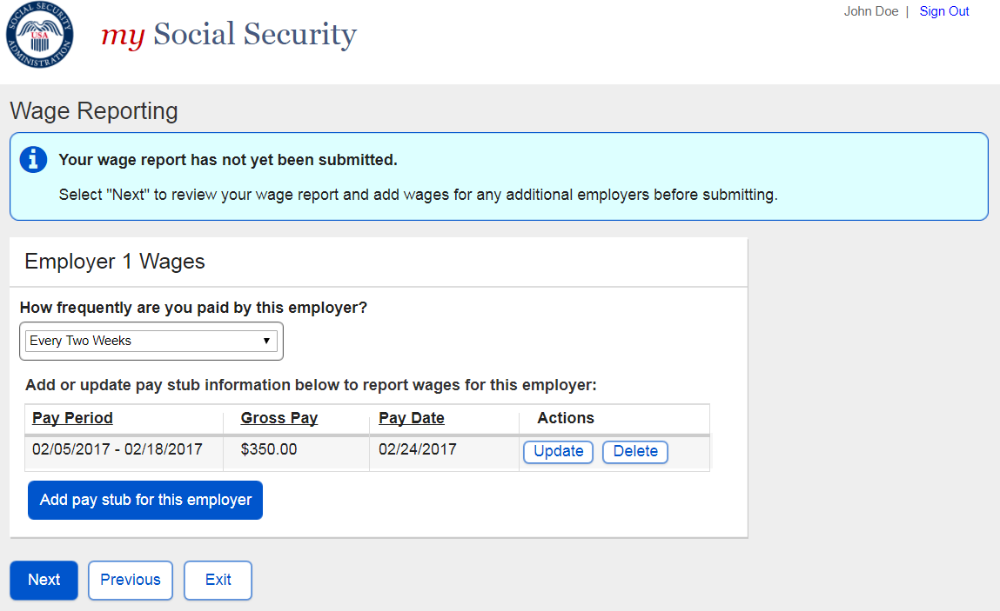 John Doe | Sign Out
SOCIAL SECURITY ADMINISTRATION
USA
my Social Security
Wage Reporting
Your wage report has not yet been submitted.
Select "Next" to review your wage report and add wages for any additional employers before submitting.
Employer 1 Wages
How frequently are you paid by this employer?
Every Two Weeks
Add or update pay stub information below to report wages for this employer:
Pay Period Gross Pay Pay Date Actions
02/05/2017 - 02/18/2017 $350.00 02/24/2017 Update Delete
Add pay stub for this employer
Next Previous Exit